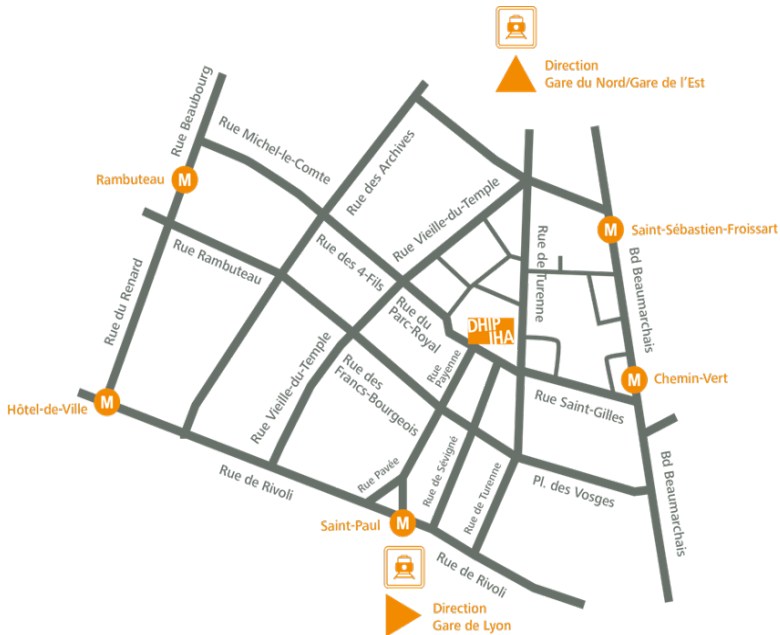 Direction
Gare du Nord/Gare de l'Est
Rue Beaubourg
Rue Michel-le-Comte
Rue des Archives
Rambuteau
M
Rue Vieille-du-Temple
M
Saint-Sébastien-Froissart
Rue Rambuteau
Rue des 4-Fils
Rue de Turenne
Bd Beaumarchais
Rue du Renard
Rue du
Parc-Royal
DHIP
IHA
Rue Vieille-du-Temple
Rue des
Francs-Bourgeois
Rue
Payenne
M
Chemin-Vert
Hôtel-de-Ville
M
Rue Saint-Gilles
Rue de Rivoli
Rue Pavée
Rue de Sévigné
Rue de Turenne
Pl. des Vosges
Bd Beaumarchais
Saint-Paul
M
Rue de Rivoli
Direction
Gare de Lyon